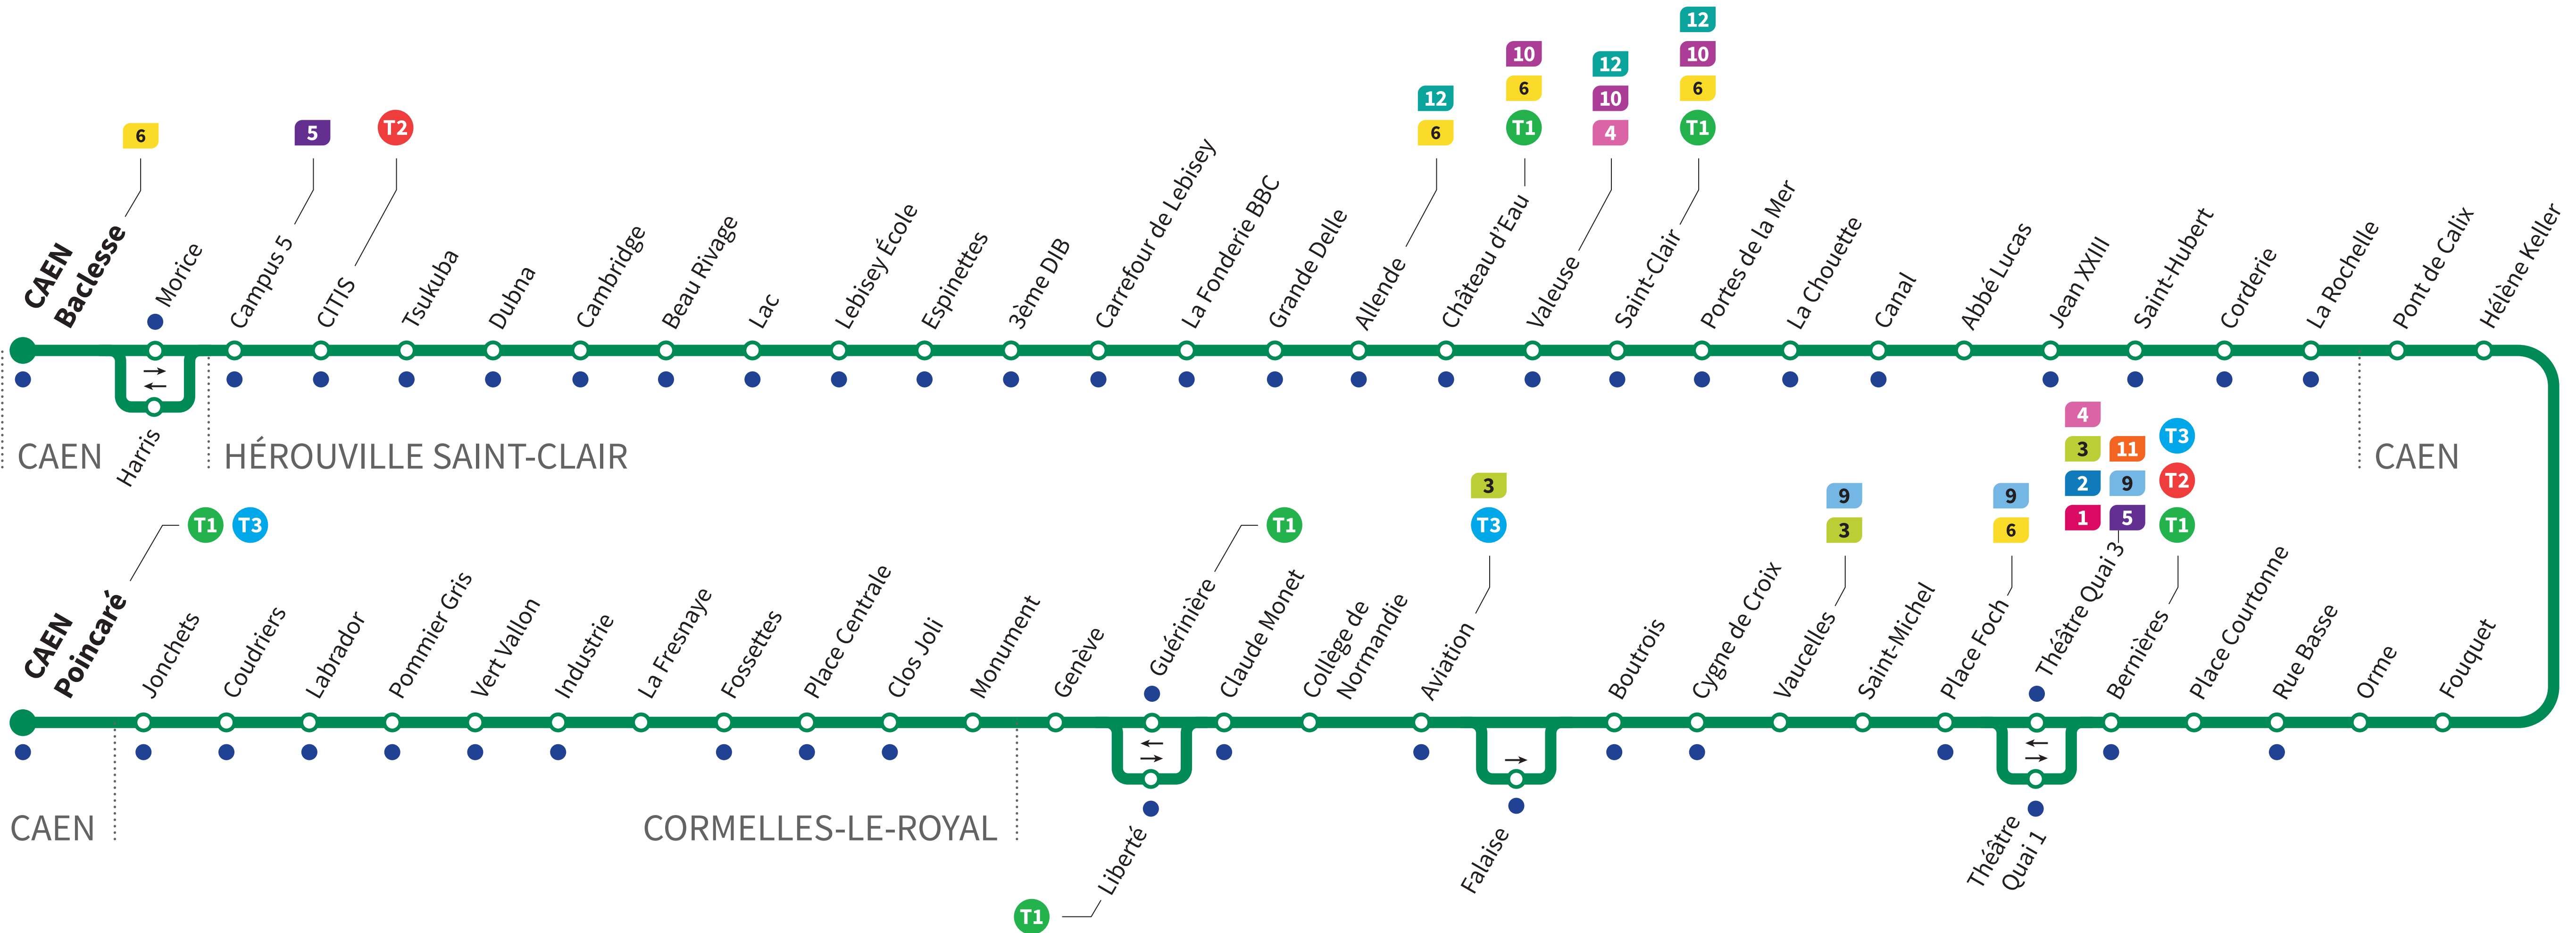 12
10
12
10
12
10
6
6
12
6
T1
4
T1
6
5
T2
CAEN
Baclesse
Morice
Campus 5
CITIS
Tsukuba
Dubna
Cambridge
Beau Rivage
Lac
Lebisey École
Espinettes
3ème DIB
Carrefour de Lebisey
La Fonderie BBC
Grande Delle
Allende
Château d'Eau
Valeuse
Saint-Clair
Portes de la Mer
La Chouette
Canal
Abbé Lucas
Jean XXIII
Saint-Hubert
Corderie
La Rochelle
Pont de Calix
Hélène Keller
Harris
CAEN
HÉROUVILLE SAINT-CLAIR
CAEN
4
3
11
T3
2
9
T2
1
5
T1
3
T3
9
3
9
6
T1
T3
T1
CAEN
Poincaré
Jonchets
Coudriers
Labrador
Pommier Gris
Vert Vallon
Industrie
La Fresnaye
Fossettes
Place Centrale
Clos Joli
Monument
Genève
Guérinière
Claude Monet
Collège de
Normandie
Aviation
Boutrois
Cygne de Croix
Vaucelles
Saint-Michel
Place Foch
Théâtre Quai 3
Bernières
Place Courtonne
Rue Basse
Orme
Fouquet
CAEN
CORMELLES-LE-ROYAL
Liberté
T1
Falaise
Théâtre
Quai 1